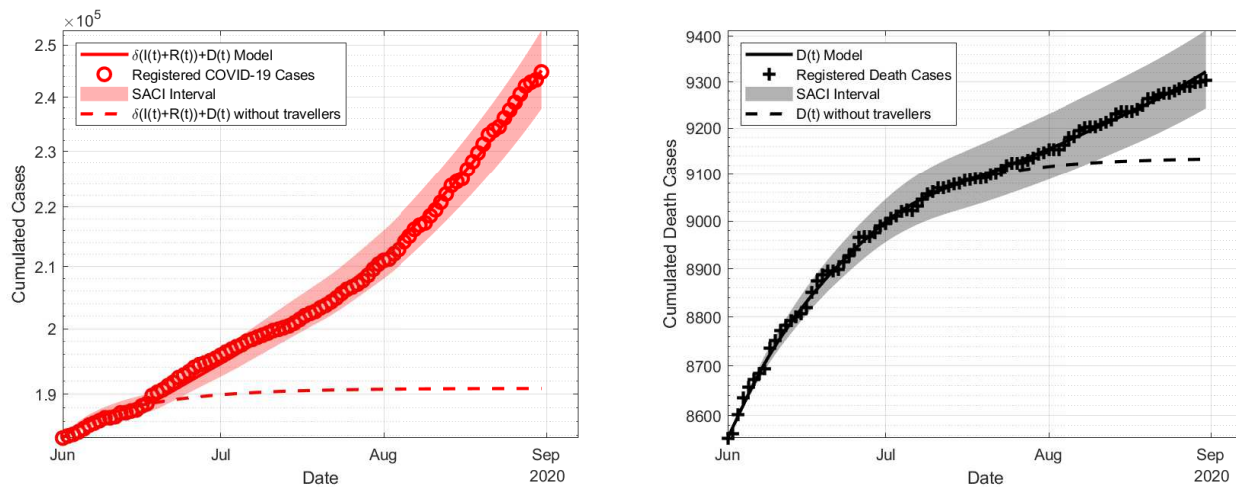 ×10⁵
2.5
2.4
2.3
2.2
2.1
2
1.9
Cumulated Cases
δ(I(t)+R(t))+D(t) Model
Registered COVID-19 Cases
SACI Interval
δ(I(t)+R(t))+D(t) without travellers
Jun
Jul
Aug
Sep
2020
Date
9400
9300
9200
9100
9000
8900
8800
8700
8600
Cumulated Death Cases
D(t) Model
Registered Death Cases
SACI Interval
D(t) without travellers
Jun
Jul
Aug
Sep
2020
Date